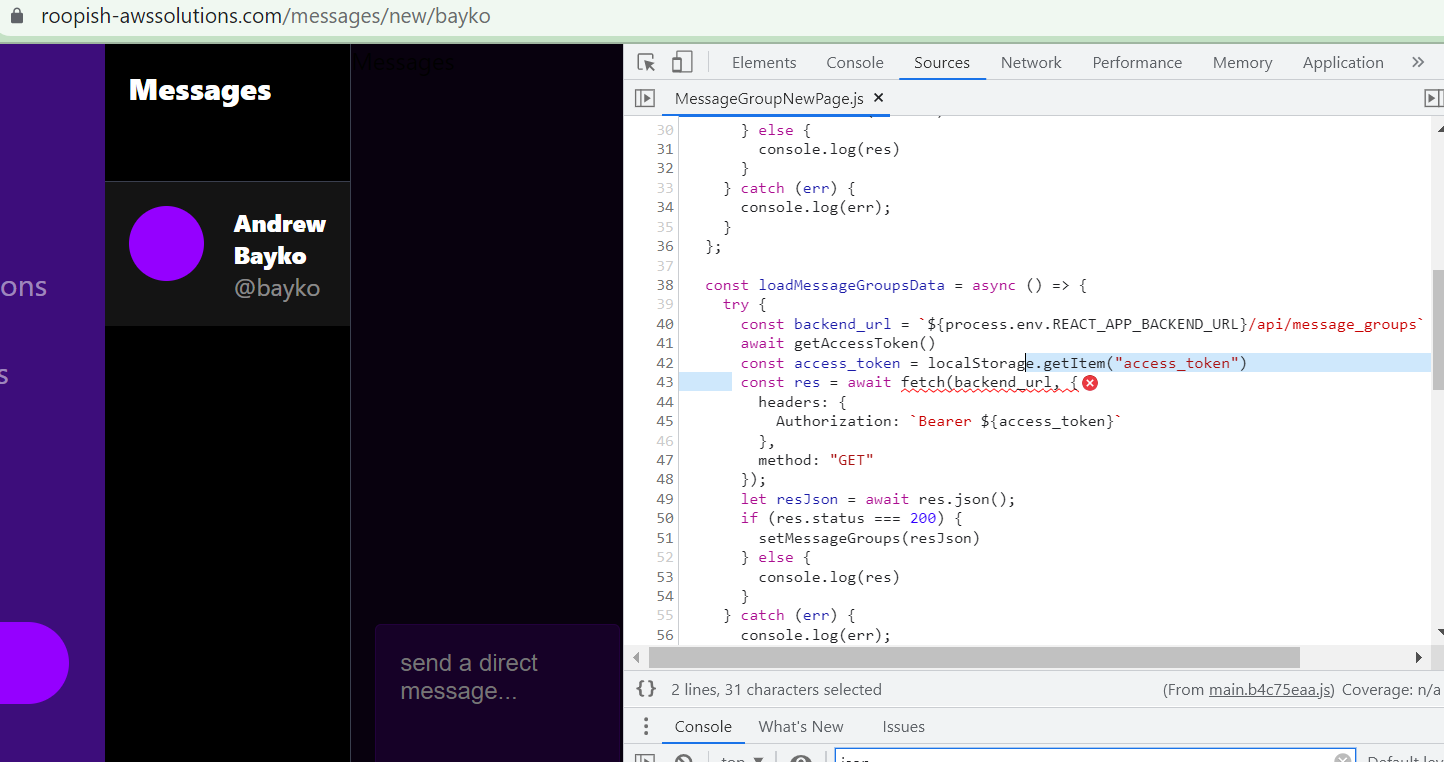 roopish-awssolutions.com/messages/new/bayko
Messages
Messages
Andrew
Bayko
@bayko
ons
s
send a direct
message...
Elements Console Sources Network Performance Memory Application »
MessageGroupNewPage.js ×
30 } else {
31 console.log(res)
32 }
33 } catch (err) {
34 console.log(err);
35 }
36 };
37
38 const loadMessageGroupsData = async () => {
39 try {
40 const backend_url = `${process.env.REACT_APP_BACKEND_URL}/api/message_groups`
41 await getAccessToken()
42 const access_token = localStorage.getItem("access_token")
43 const res = await fetch(backend_url, {
44 headers: {
45 Authorization: `Bearer ${access_token}`
46 },
47 method: "GET"
48 });
49 let resJson = await res.json();
50 if (res.status === 200) {
51 setMessageGroups(resJson)
52 } else {
53 console.log(res)
54 }
55 } catch (err) {
56 console.log(err);
{} 2 lines, 31 characters selected (From main.b4c75eaa.js) Coverage: n/a
Console What's New Issues
top json Default lev